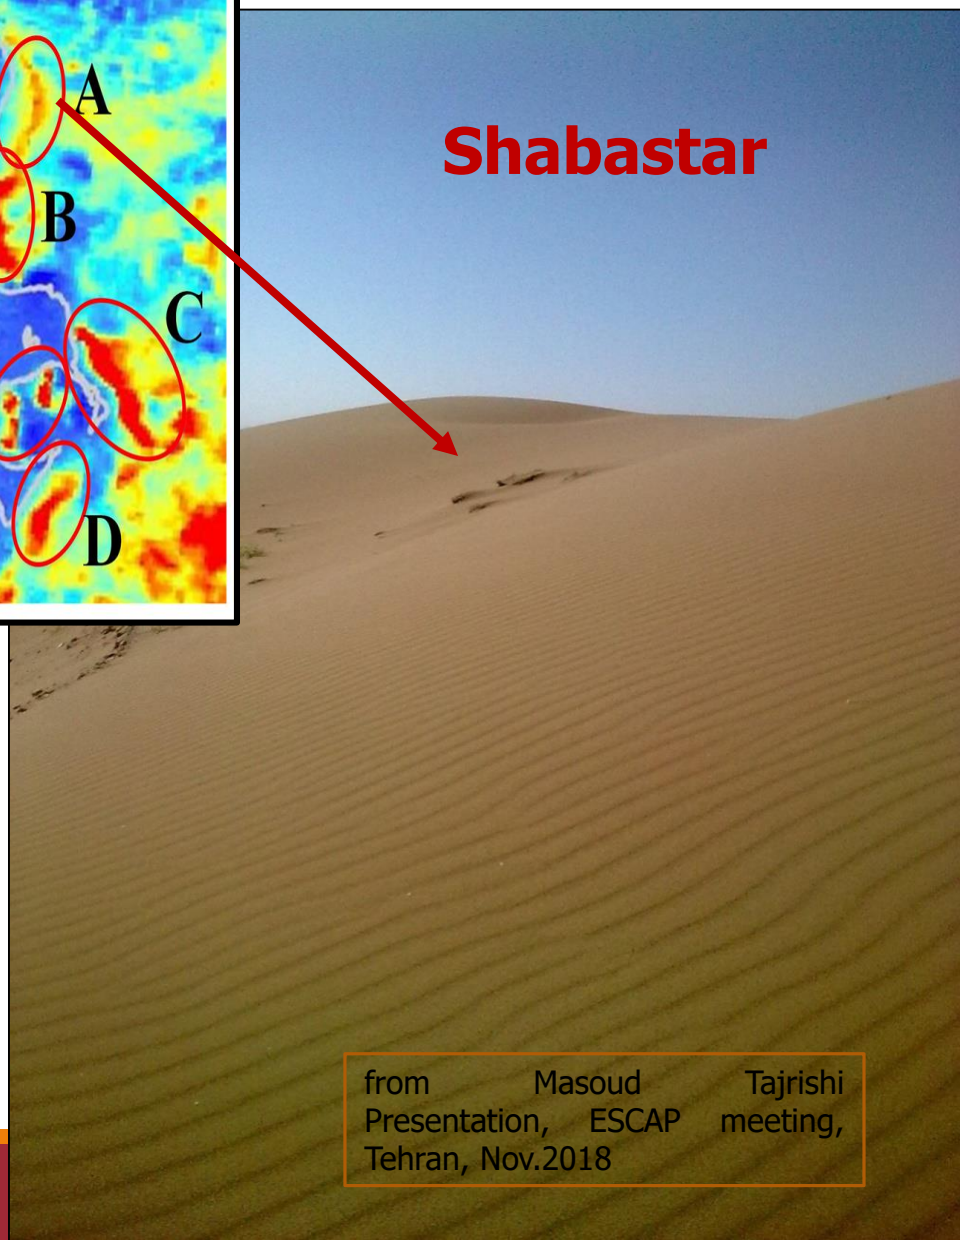 A
Shabastar
B
C
D
from Masoud Tajrishi
Presentation, ESCAP meeting,
Tehran, Nov.2018